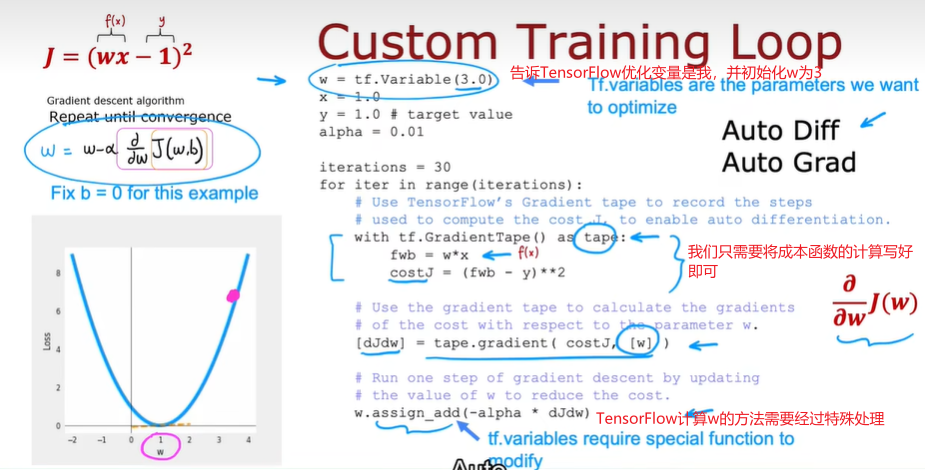 f(x) y
J = (wx − 1)²
Gradient descent algorithm
Repeat until convergence
w = w-α ∂/∂w J(w,b)
Fix b = 0 for this example
Loss
8
6
4
2
0
−2 −1 0 1 2 3 4
w
Custom Training Loop
w = tf.Variable(3.0)
告诉TensorFlow优化变量是我，并初始化w为3
Tf.variables are the parameters we want
to optimize
x = 1.0
y = 1.0 # target value
alpha = 0.01
Auto Diff
Auto Grad
iterations = 30
for iter in range(iterations):
# Use TensorFlow's Gradient tape to record the steps
# used to compute the cost J, to enable auto differentiation.
with tf.GradientTape() as tape:
fwb = w*x f(x)
costJ = (fwb - y)**2
我们只需要将成本函数的计算写好
即可
∂/∂w J(w)
# Use the gradient tape to calculate the gradients
# of the cost with respect to the parameter w.
[dJdw] = tape.gradient( costJ, [w] )
# Run one step of gradient descent by updating
# the value of w to reduce the cost.
w.assign_add(-alpha * dJdw)
TensorFlow计算w的方法需要经过特殊处理
tf.variables require special function to
modify
Auto